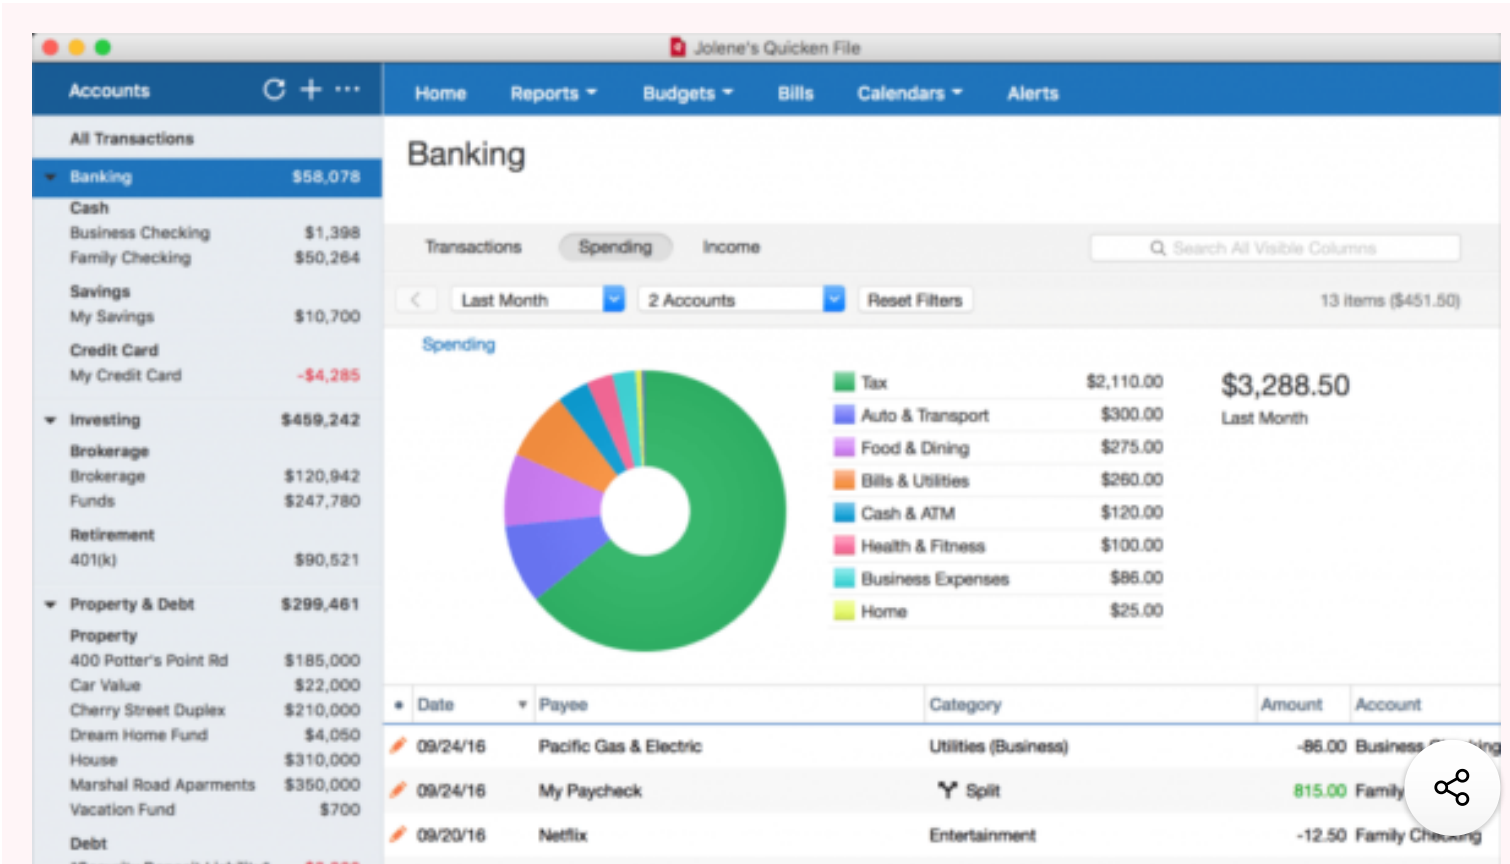 Jolene's Quicken File
Accounts
Home Reports Budgets Bills Calendars Alerts
All Transactions
Banking $58,078
Cash
Business Checking $1,398
Family Checking $50,264
Savings
My Savings $10,700
Credit Card
My Credit Card -$4,285
Investing $459,242
Brokerage
Brokerage $120,942
Funds $247,780
Retirement
401(k) $90,521
Property & Debt $299,461
Property
400 Potter's Point Rd $185,000
Car Value $22,000
Cherry Street Duplex $210,000
Dream Home Fund $4,050
House $310,000
Marshal Road Aparments $350,000
Vacation Fund $700
Debt
Banking
Transactions Spending Income
Search All Visible Columns
Last Month 2 Accounts Reset Filters 13 items ($451.50)
Spending
Tax $2,110.00
Auto & Transport $300.00
Food & Dining $275.00
Bills & Utilities $260.00
Cash & ATM $120.00
Health & Fitness $100.00
Business Expenses $86.00
Home $25.00
$3,288.50
Last Month
Date Payee Category Amount Account
09/24/16 Pacific Gas & Electric Utilities (Business) -86.00 Business
09/24/16 My Paycheck Split 815.00 Family
09/20/16 Netflix Entertainment -12.50 Family Checking